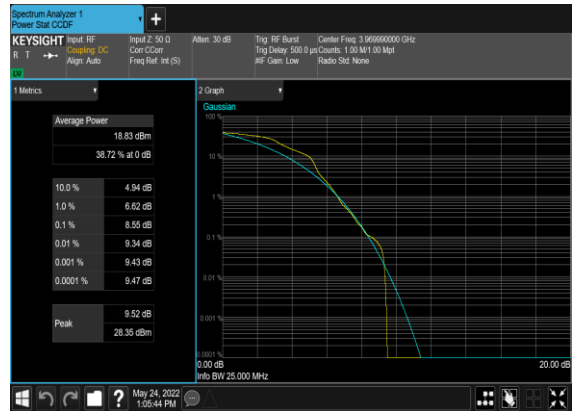 Spectrum Analyzer 1
Power Stat CCDF
+
KEYSIGHT Input: RF Input Z: 50 Ω Atten: 30 dB Trig: RF Burst Center Freq: 3.969990000 GHz
R T Coupling: DC Corr CCorr Trig Delay: 500.0 µs Counts: 1.00 M/1.00 Mpt
Align: Auto Freq Ref: Int (S) #IF Gain: Low Radio Std: None
1 Metrics
Average Power
18.83 dBm
38.72 % at 0 dB
10.0 % 4.94 dB
1.0 % 6.62 dB
0.1 % 8.55 dB
0.01 % 9.34 dB
0.001 % 9.43 dB
0.0001 % 9.47 dB
Peak 9.52 dB
28.35 dBm
2 Graph
Gaussian
100 %
10 %
1 %
0.1 %
0.01 %
0.001 %
0.0001 %
0.00 dB 20.00 dB
Info BW 25.000 MHz
? May 24, 2022
1:05:44 PM